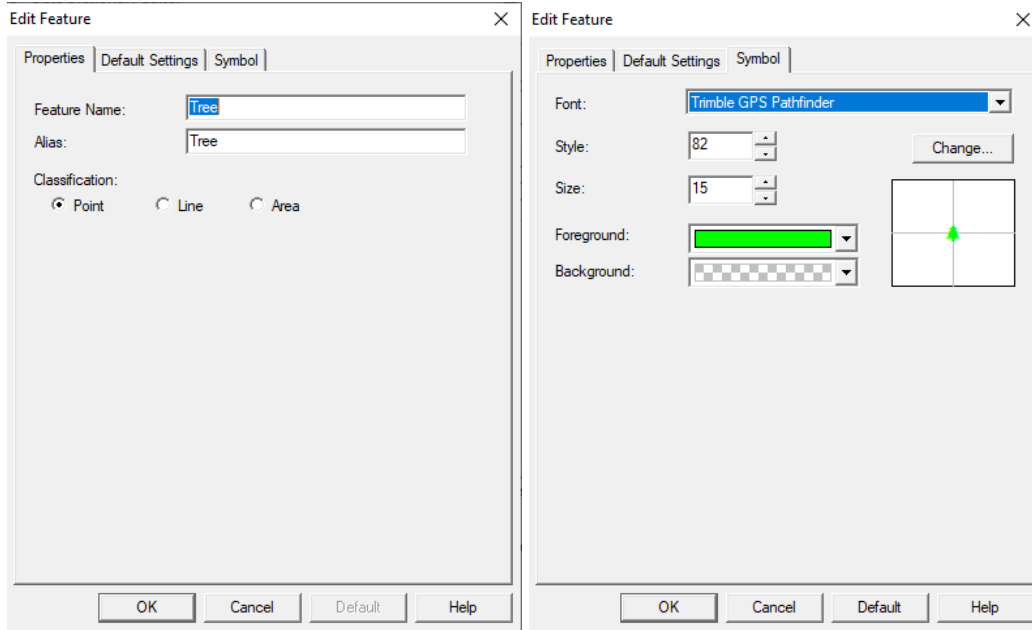 Edit Feature
Properties Default Settings Symbol
Feature Name: Tree
Alias: Tree
Classification:
Point Line Area
OK Cancel Default Help
Edit Feature
Properties Default Settings Symbol
Font: Trimble GPS Pathfinder
Style: 82 Change...
Size: 15
Foreground:
Background:
OK Cancel Default Help